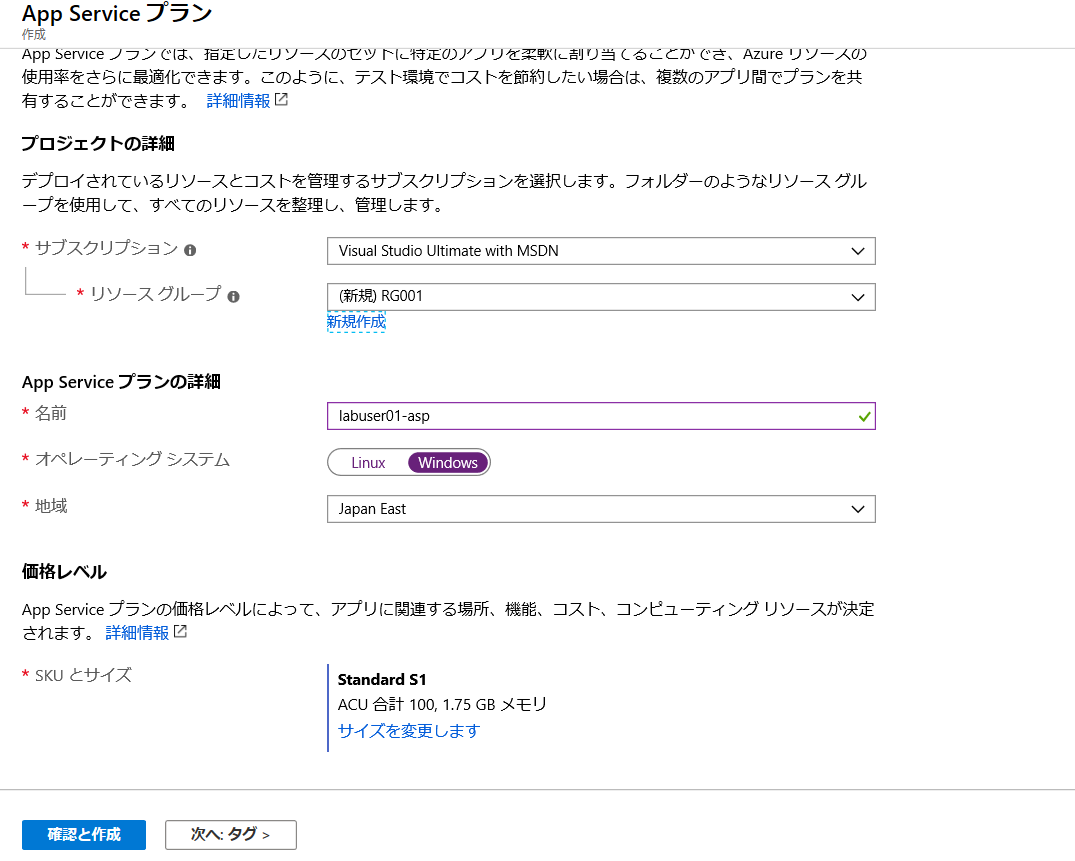 App Service プラン
作成
App Service プランでは、指定したリソースのセットに特定のアプリを柔軟に割り当てることができ、Azure リソースの
使用率をさらに最適化できます。このように、テスト環境でコストを節約したい場合は、複数のアプリ間でプランを共
有することができます。 詳細情報
プロジェクトの詳細
デプロイされているリソースとコストを管理するサブスクリプションを選択します。フォルダーのようなリソース グル
ープを使用して、すべてのリソースを整理し、管理します。
* サブスクリプション
Visual Studio Ultimate with MSDN
* リソース グループ
(新規) RG001
新規作成
App Service プランの詳細
* 名前
labuser01-asp
* オペレーティング システム
Linux Windows
* 地域
Japan East
価格レベル
App Service プランの価格レベルによって、アプリに関連する場所、機能、コスト、コンピューティング リソースが決定
されます。 詳細情報
* SKU とサイズ
Standard S1
ACU 合計 100, 1.75 GB メモリ
サイズを変更します
確認と作成
次へ: タグ >